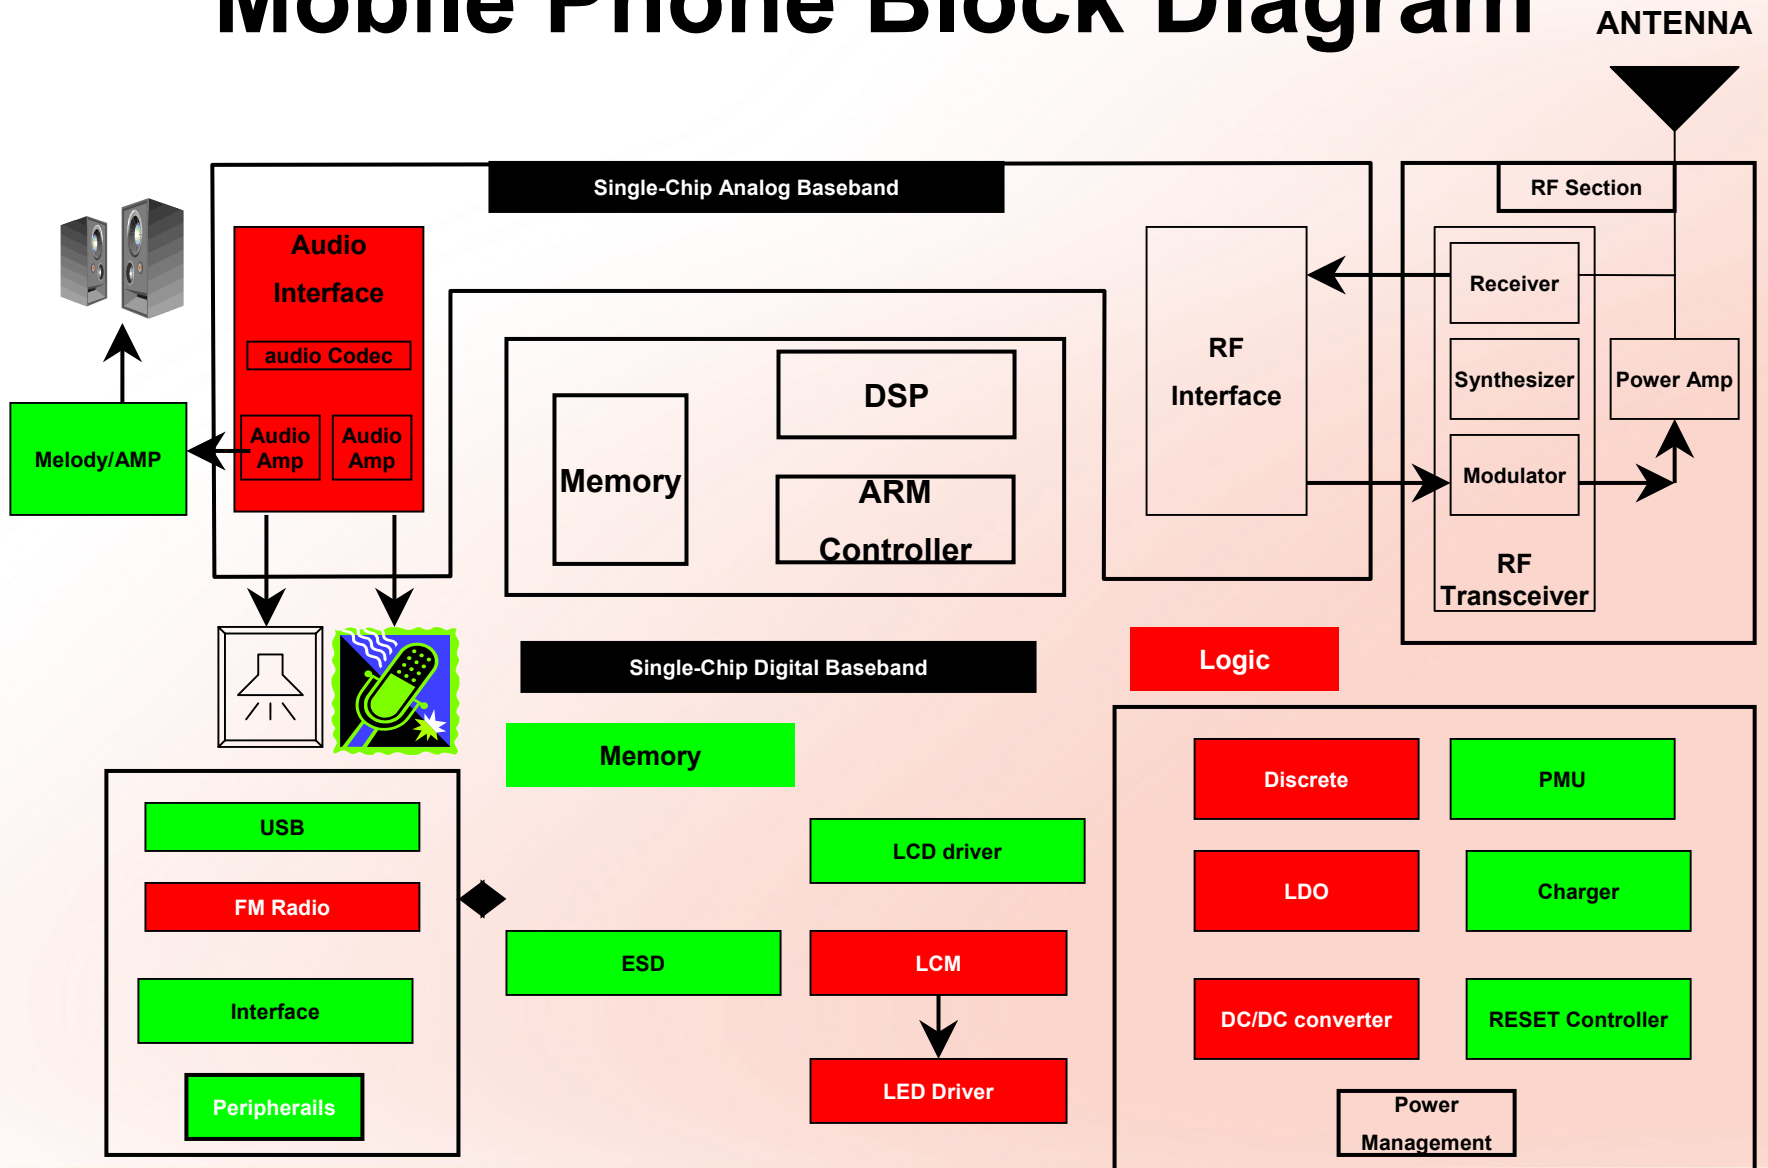 Mobile Phone Block Diagram
ANTENNA
Single-Chip Analog Baseband
RF Section
Audio
Interface
audio Codec
Audio
Amp
Audio
Amp
Melody/AMP
Memory
DSP
ARM
Controller
RF
Interface
Receiver
Synthesizer
Modulator
Power Amp
RF
Transceiver
Single-Chip Digital Baseband
Logic
Memory
USB
FM Radio
Interface
Peripherails
ESD
LCD driver
LCM
LED Driver
Discrete
PMU
LDO
Charger
DC/DC converter
RESET Controller
Power
Management